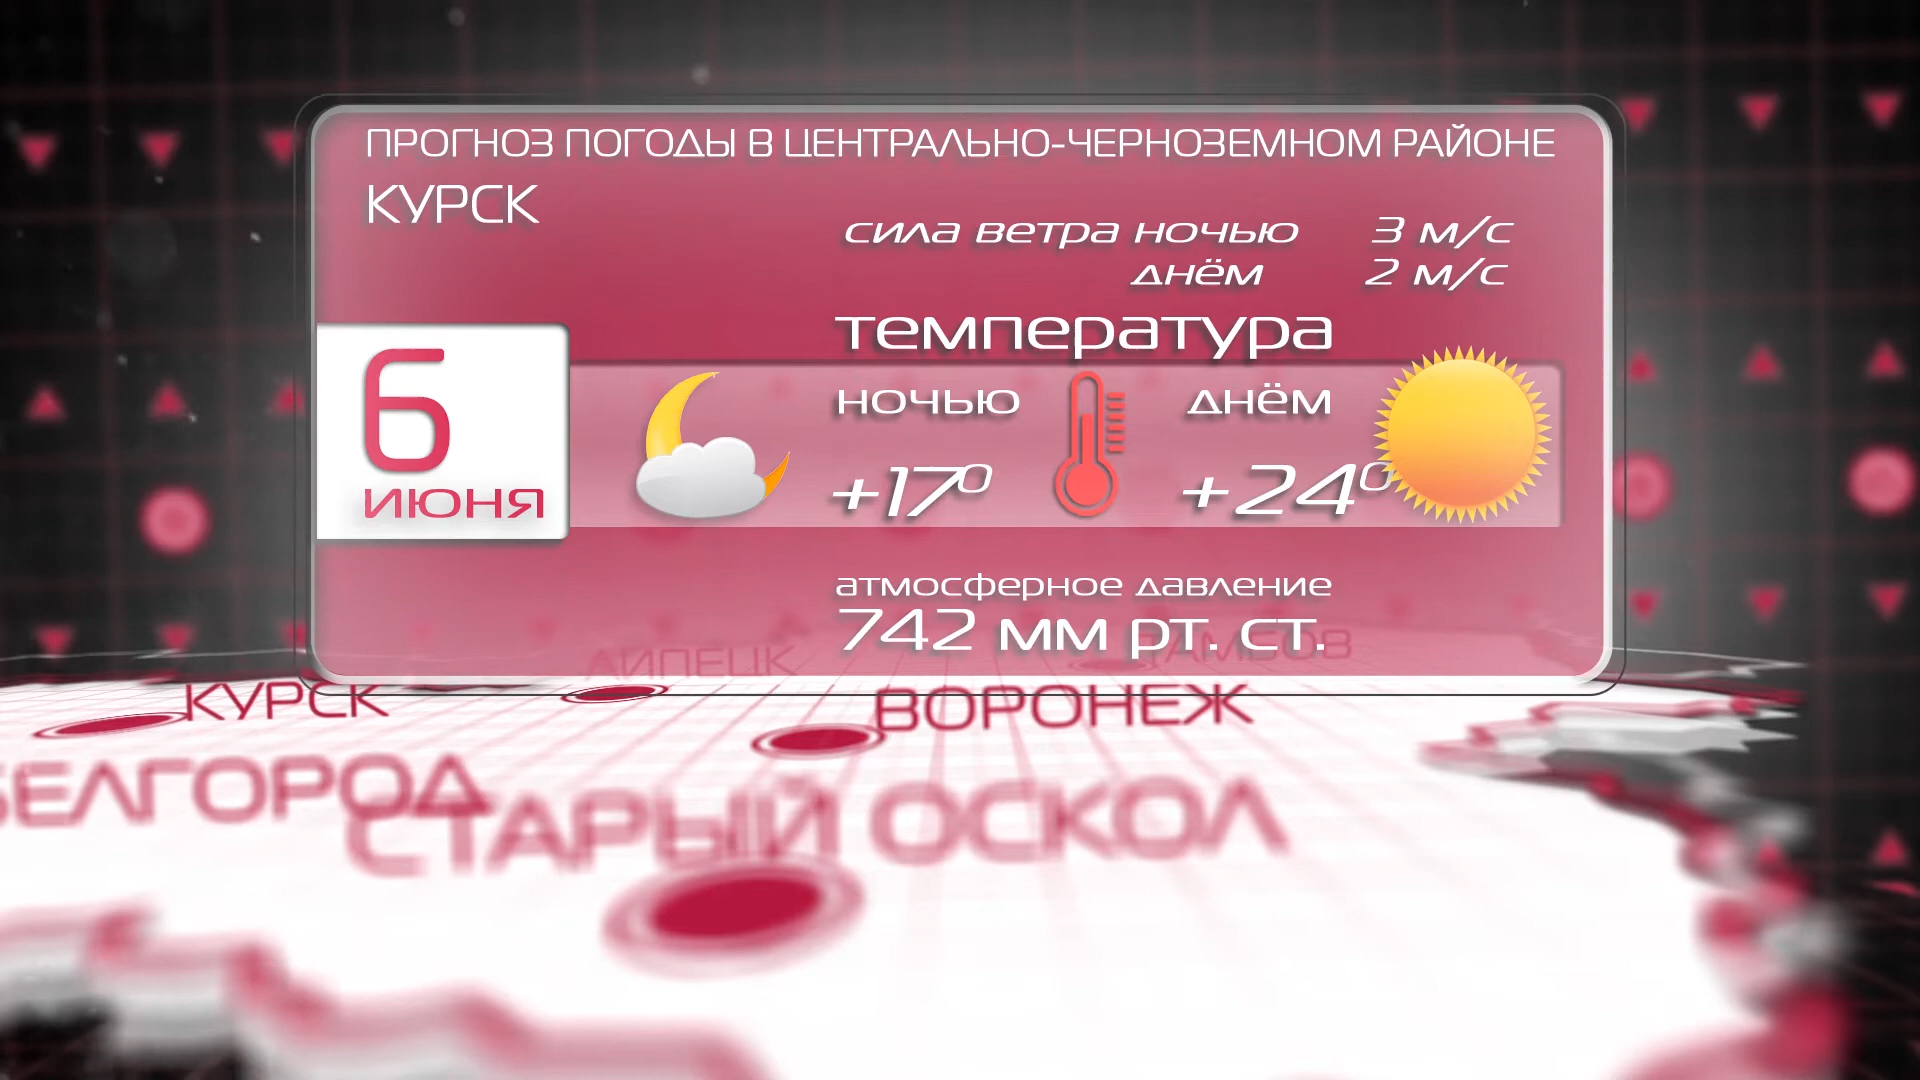 ПРОГНОЗ ПОГОДЫ В ЦЕНТРАЛЬНО-ЧЕРНОЗЕМНОМ РАЙОНЕ
КУРСК
сила ветра ночью 3 м/с
днём 2 м/с
температура
6
ИЮНЯ
ночью днём
+17⁰ +24⁰
атмосферное давление
742 мм рт. ст.
ЛИПЕЦК ТАМБОВ
КУРСК ВОРОНЕЖ
БЕЛГОРОД
СТАРЫЙ ОСКОЛ